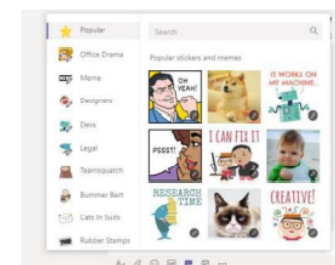 Popular
Office Drama
Meme
Designers
Devs
Legal
Teamsquatch
Bummer Bert
Cats In Suits
Rubber Stamps
Search
Popular stickers and memes
OH
YEAH!
IT WORKS ON
MY MACHINE...
PSSST!
I CAN FIX IT
RESEARCH
TIME
CREATIVE!